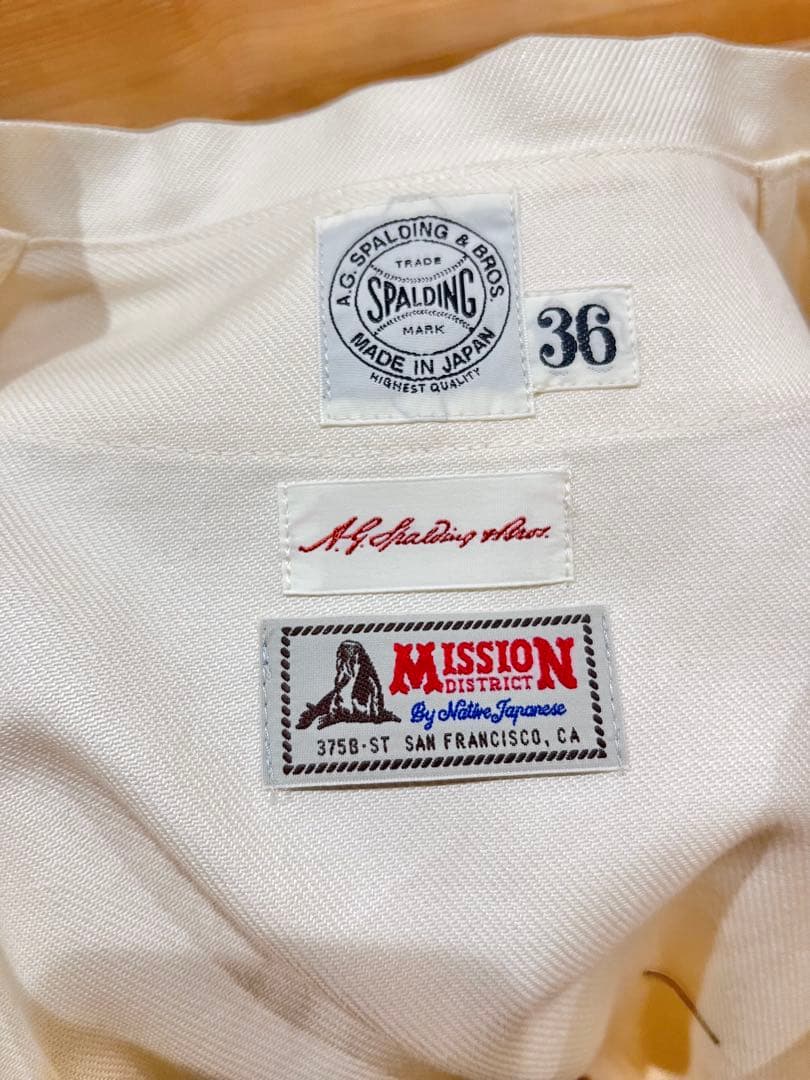 A.G. SPALDING & BROS.
TRADE
SPALDING
MARK
MADE IN JAPAN
HIGHEST QUALITY
36
A.G. Spalding & Bros.
MISSION
DISTRICT
By Native Japanese
375B·ST SAN FRANCISCO, CA